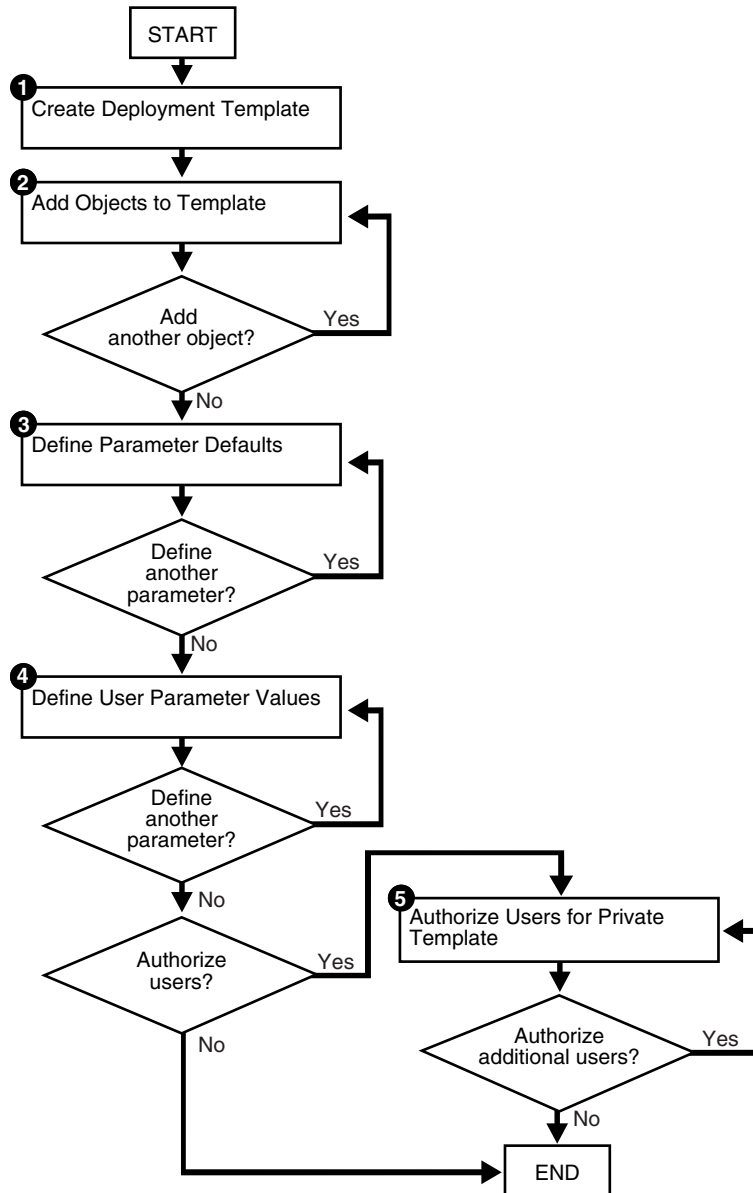 START
1
Create Deployment Template
2
Add Objects to Template
Add
another object?
Yes
No
3
Define Parameter Defaults
Define
another
parameter?
Yes
No
4
Define User Parameter Values
Define
another
parameter?
Yes
No
Authorize
users?
Yes
No
5
Authorize Users for Private
Template
Authorize
additional users?
Yes
No
END